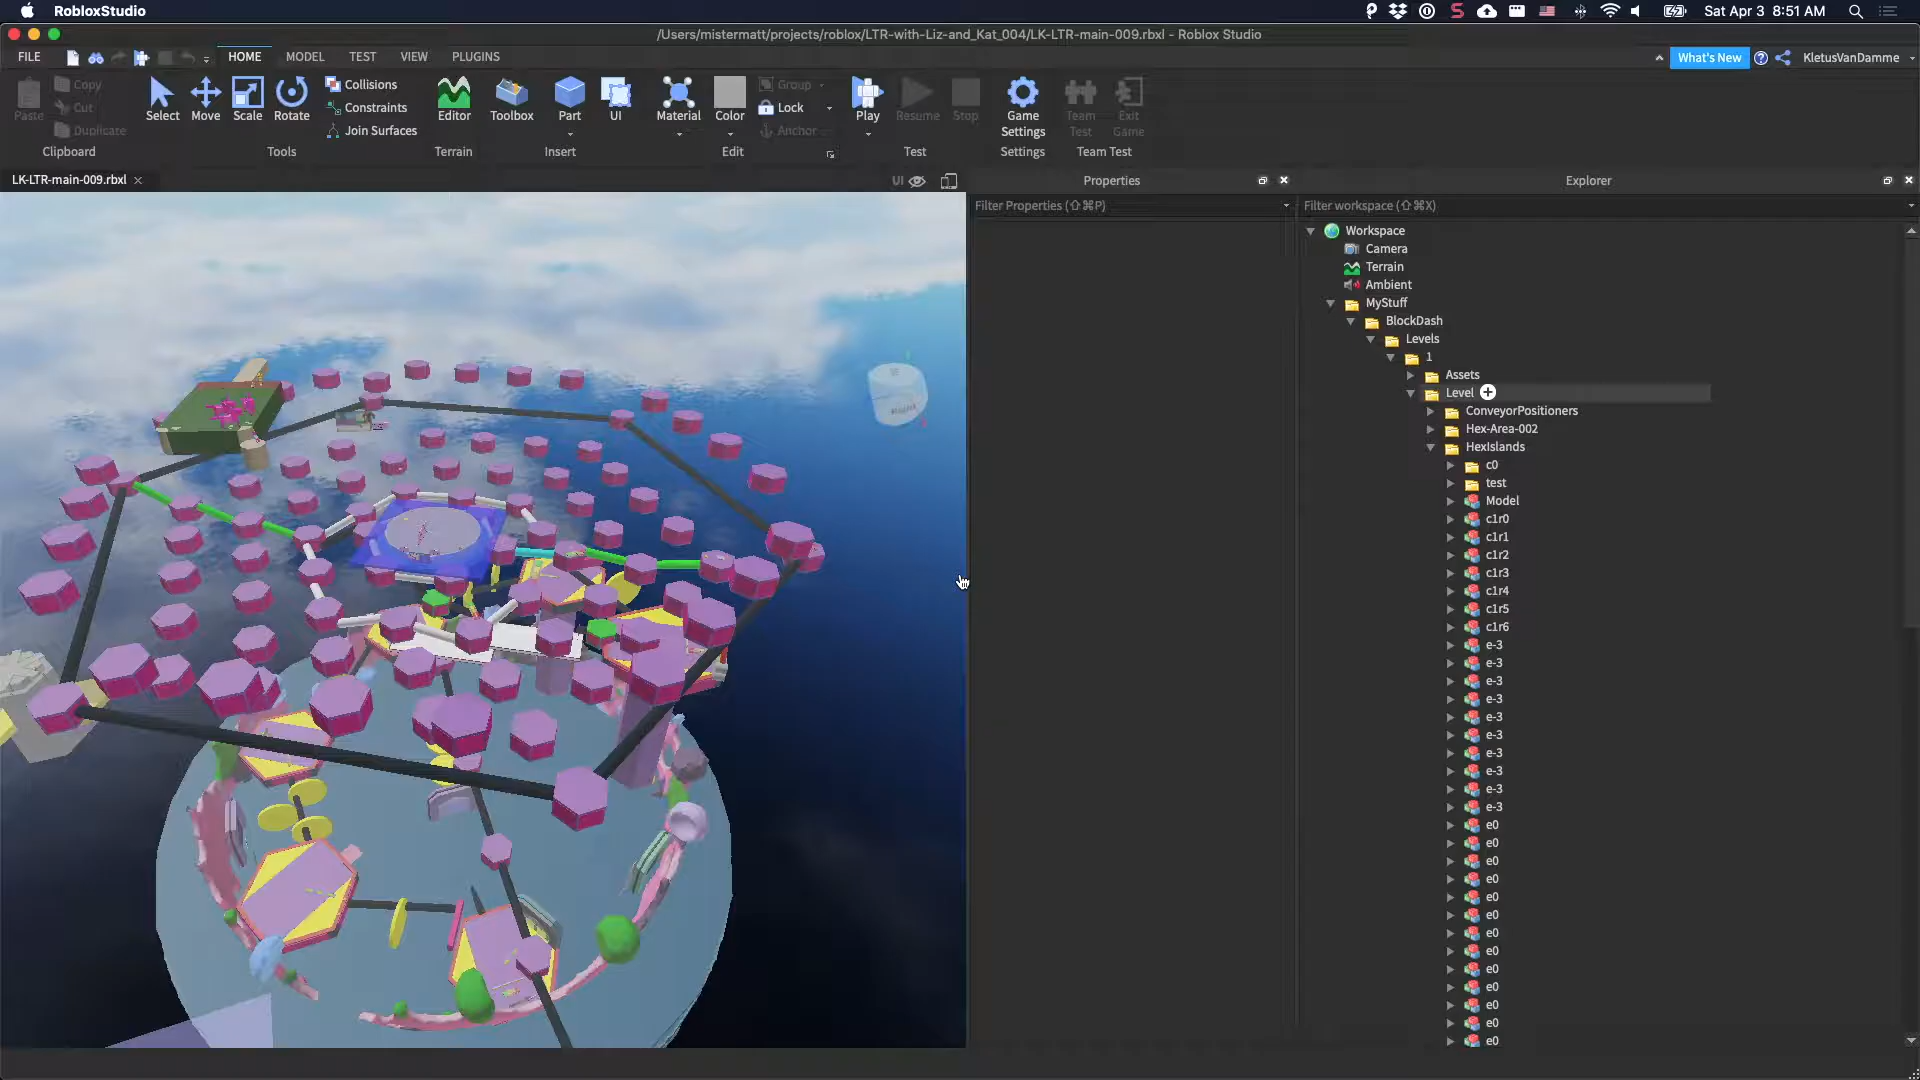 RobloxStudio
Sat Apr 3 8:51 AM
/Users/mistermatt/projects/roblox/LTR-with-Liz-and_Kat_004/LK-LTR-main-009.rbxl - Roblox Studio
FILE HOME MODEL TEST VIEW PLUGINS What's New KletusVanDamme
Paste Copy Cut Duplicate
Select Move Scale Rotate
Collisions
Constraints
Join Surfaces
Editor Toolbox Part UI Material Color
Group
Lock
Anchor
Play Resume Stop
Game Settings
Team Test
Exit Game
Clipboard Tools Terrain Insert Edit Test Settings Team Test
LK-LTR-main-009.rbxl
UI
Properties
Explorer
Filter Properties (⇧⌘P)
Filter workspace (⇧⌘X)
Workspace
Camera
Terrain
Ambient
MyStuff
BlockDash
Levels
1
Assets
Level
ConveyorPositioners
Hex-Area-002
HexIslands
c0
test
Model
c1r0
c1r1
c1r2
c1r3
c1r4
c1r5
c1r6
e-3
e-3
e-3
e-3
e-3
e-3
e-3
e-3
e-3
e-3
e0
e0
e0
e0
e0
e0
e0
e0
e0
e0
e0
e0
e0